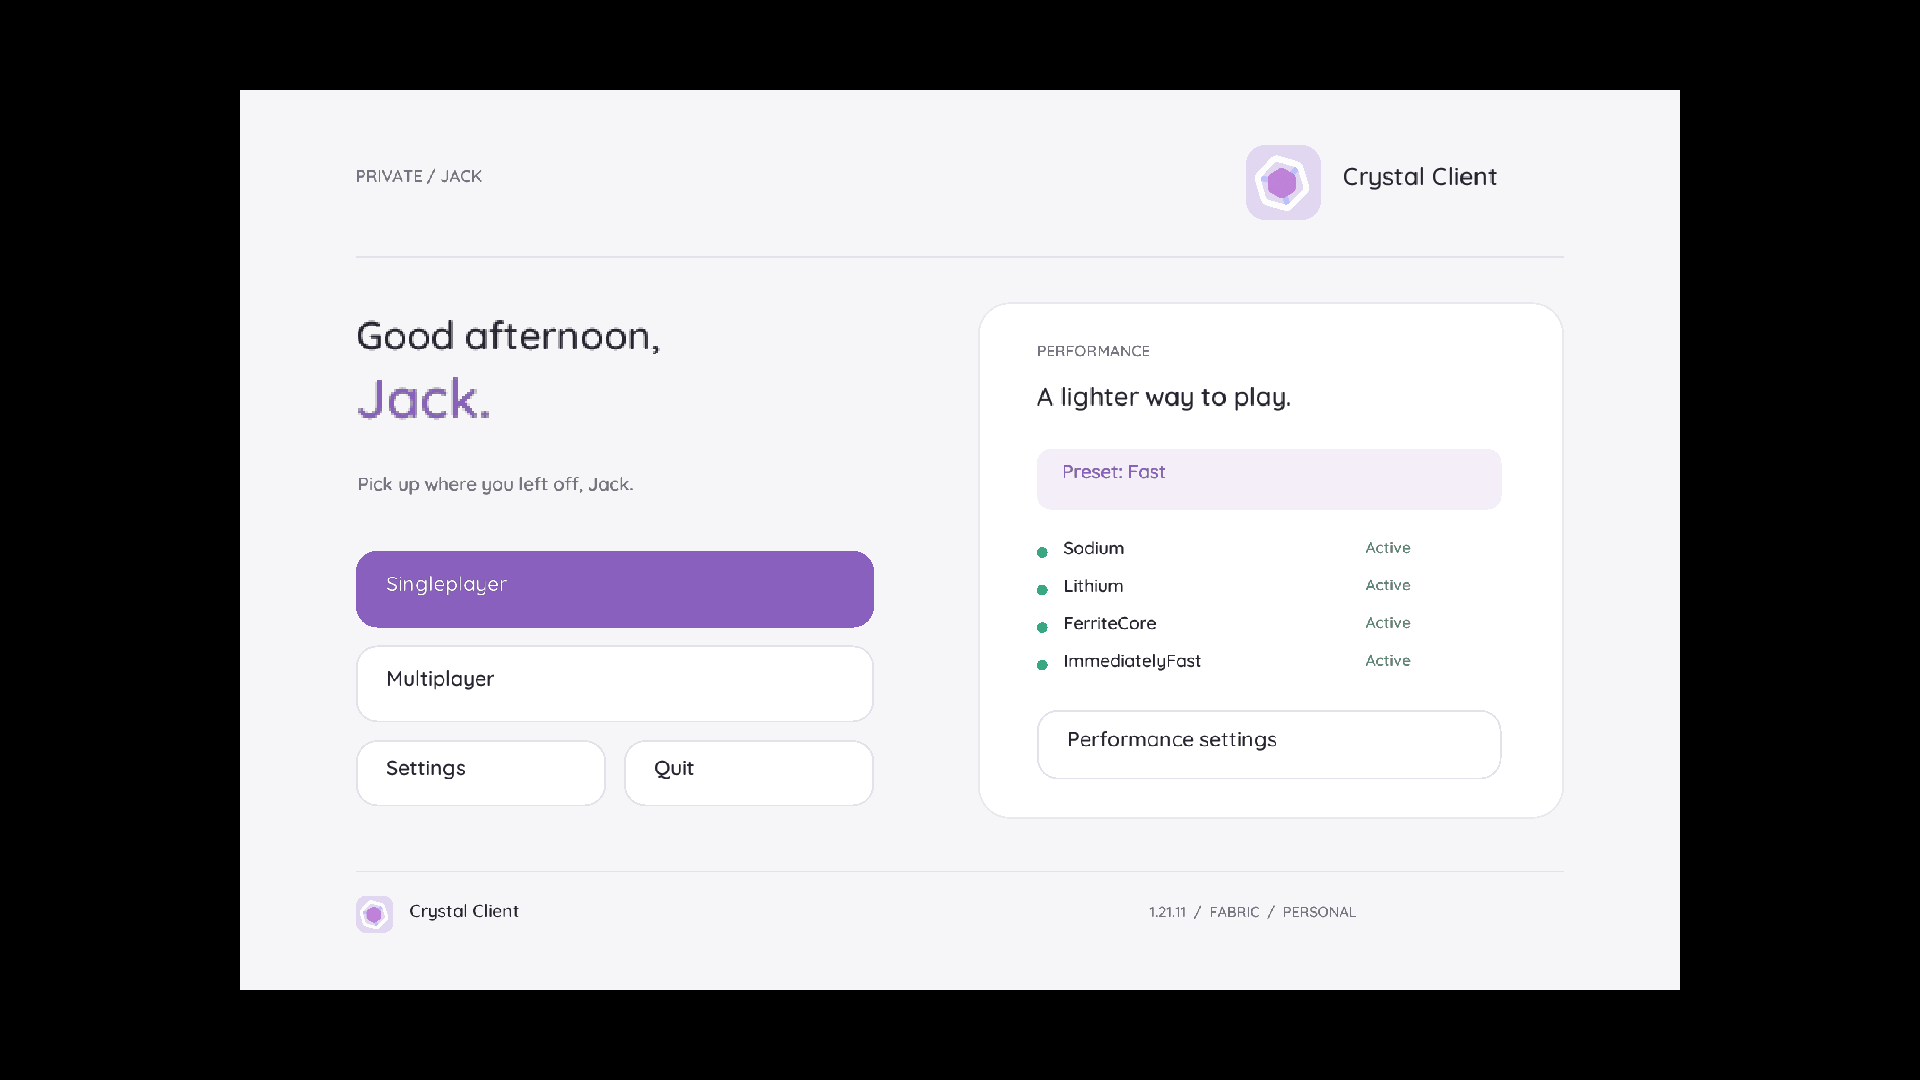 PRIVATE / JACK
Crystal Client
Good afternoon,
Jack.
Pick up where you left off, Jack.
Singleplayer
Multiplayer
Settings
Quit
PERFORMANCE
A lighter way to play.
Preset: Fast
Sodium Active
Lithium Active
FerriteCore Active
ImmediatelyFast Active
Performance settings
Crystal Client
1.21.11 / FABRIC / PERSONAL